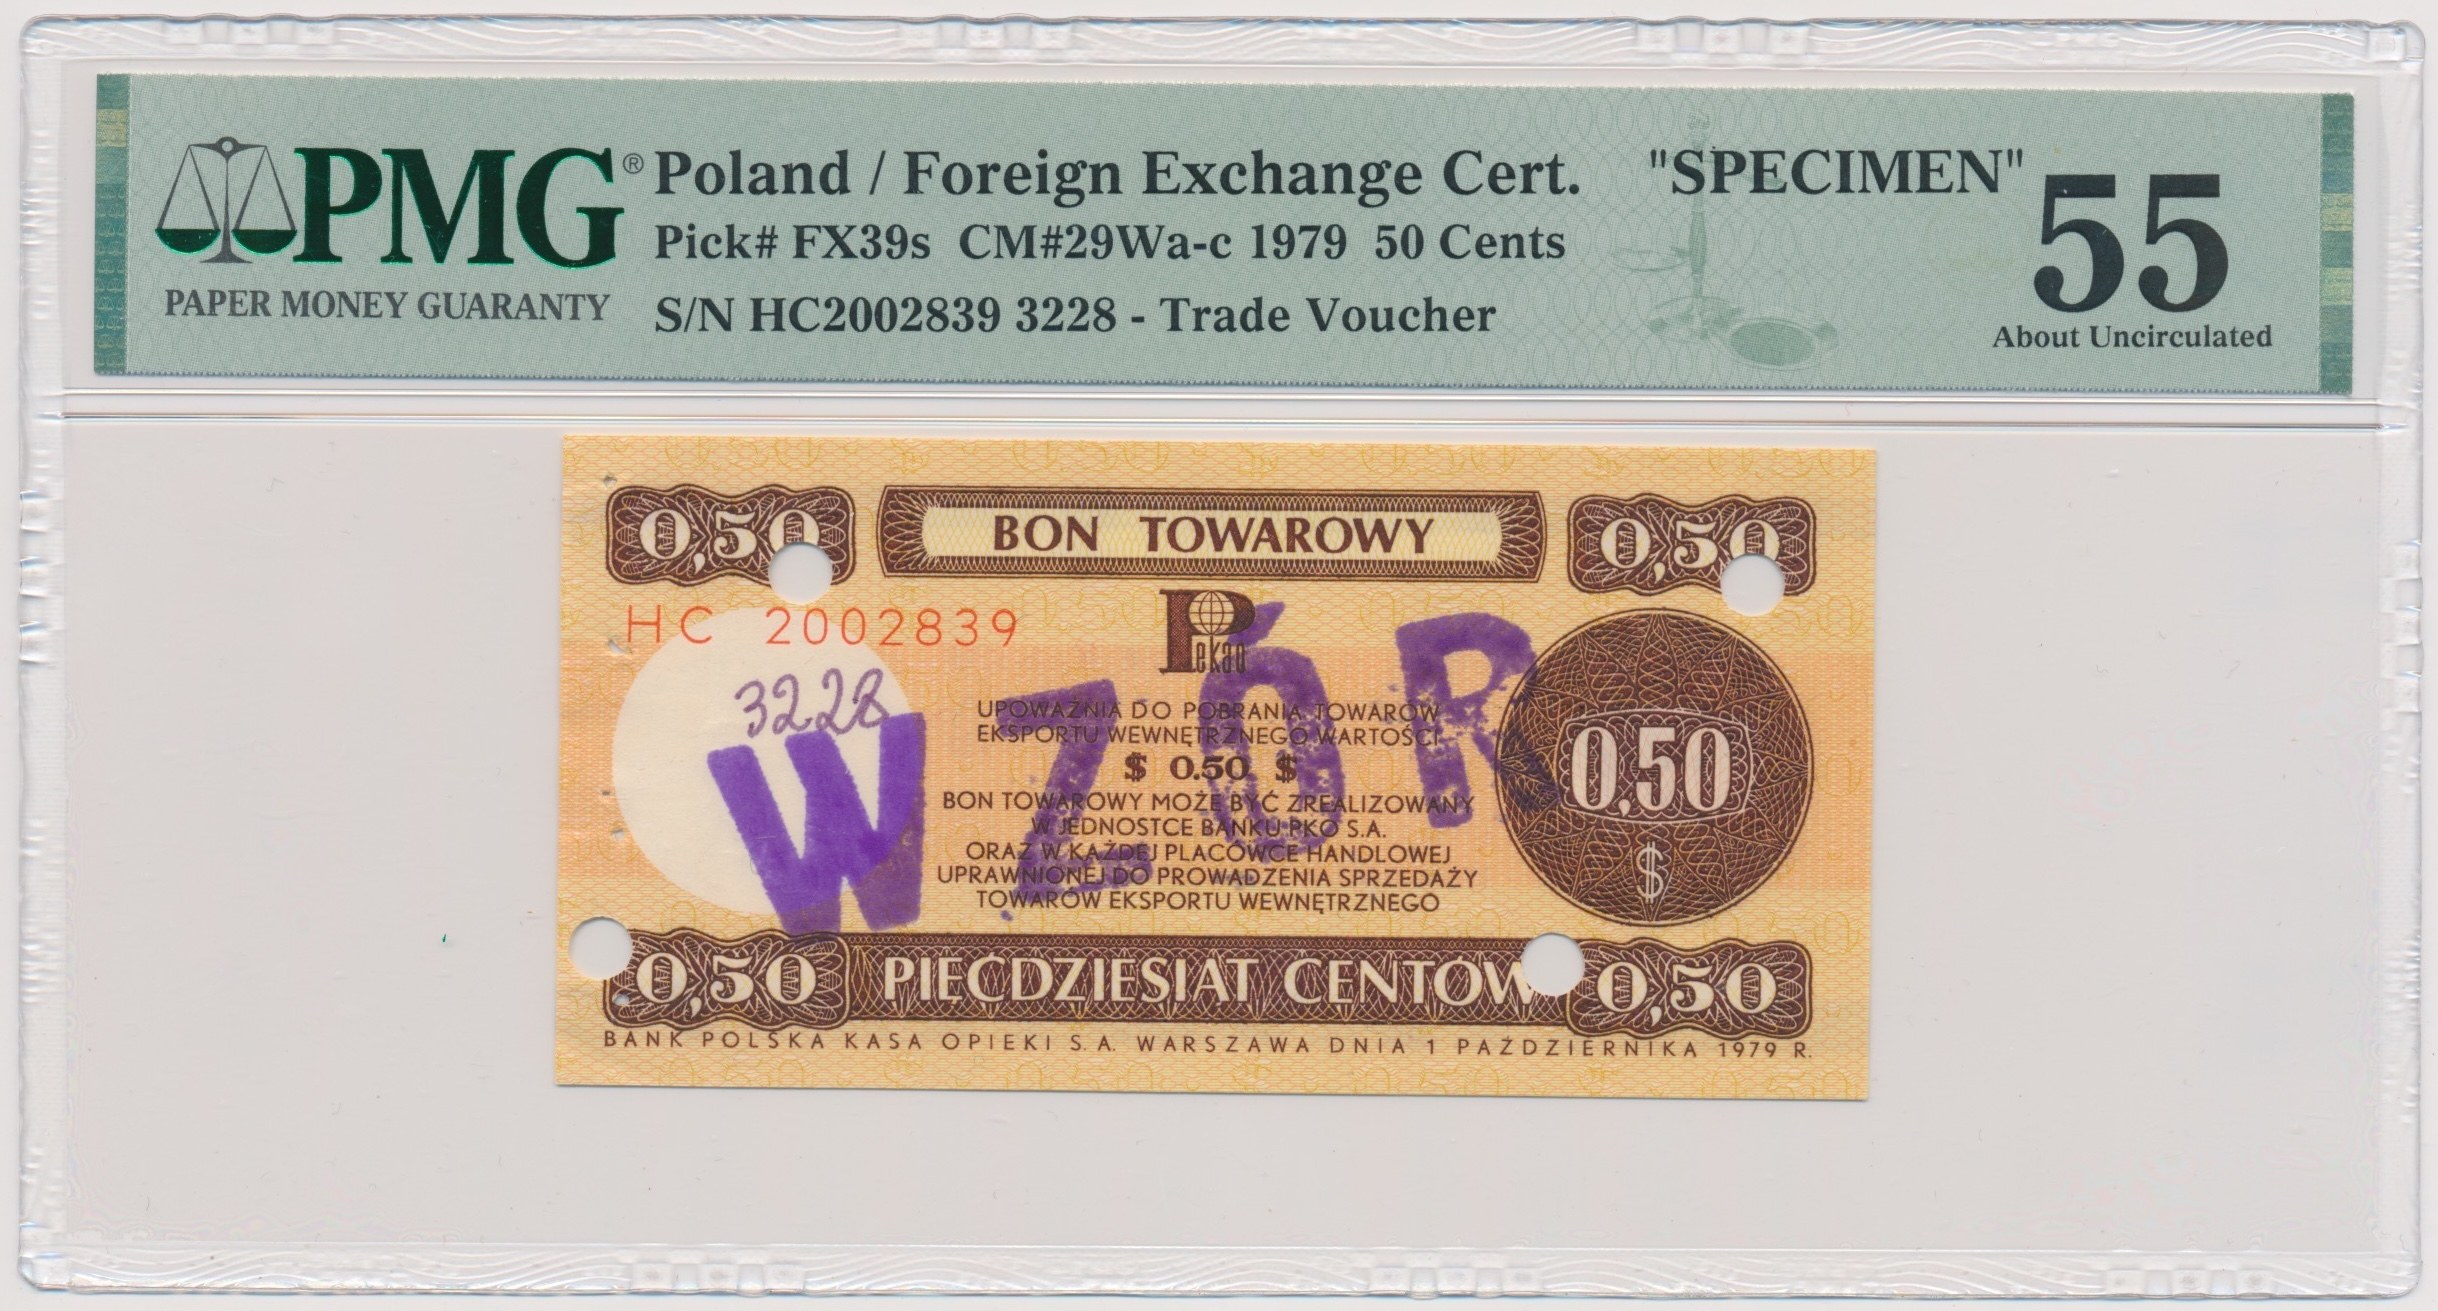 PMG® Poland / Foreign Exchange Cert. "SPECIMEN" 55
Pick# FX39s CM#29Wa-c 1979 50 Cents
PAPER MONEY GUARANTY S/N HC2002839 3228 - Trade Voucher About Uncirculated
0,50 BON TOWAROWY 0,50
HC 2002839
Pekao
3228
WZÓR
UPOWAŻNIA DO POBRANIA TOWARÓW
EKSPORTU WEWNĘTRZNEGO WARTOŚCI
$ 0.50 $
0,50
$
BON TOWAROWY MOŻE BYĆ ZREALIZOWANY
W JEDNOSTCE BANKU PKO S.A.
ORAZ W KAŻDEJ PLACÓWCE HANDLOWEJ
UPRAWNIONEJ DO PROWADZENIA SPRZEDAŻY
TOWARÓW EKSPORTU WEWNĘTRZNEGO
0,50 PIĘĆDZIESIĄT CENTÓW 0,50
BANK POLSKA KASA OPIEKI S.A. WARSZAWA DNIA 1 PAŹDZIERNIKA 1979 R.